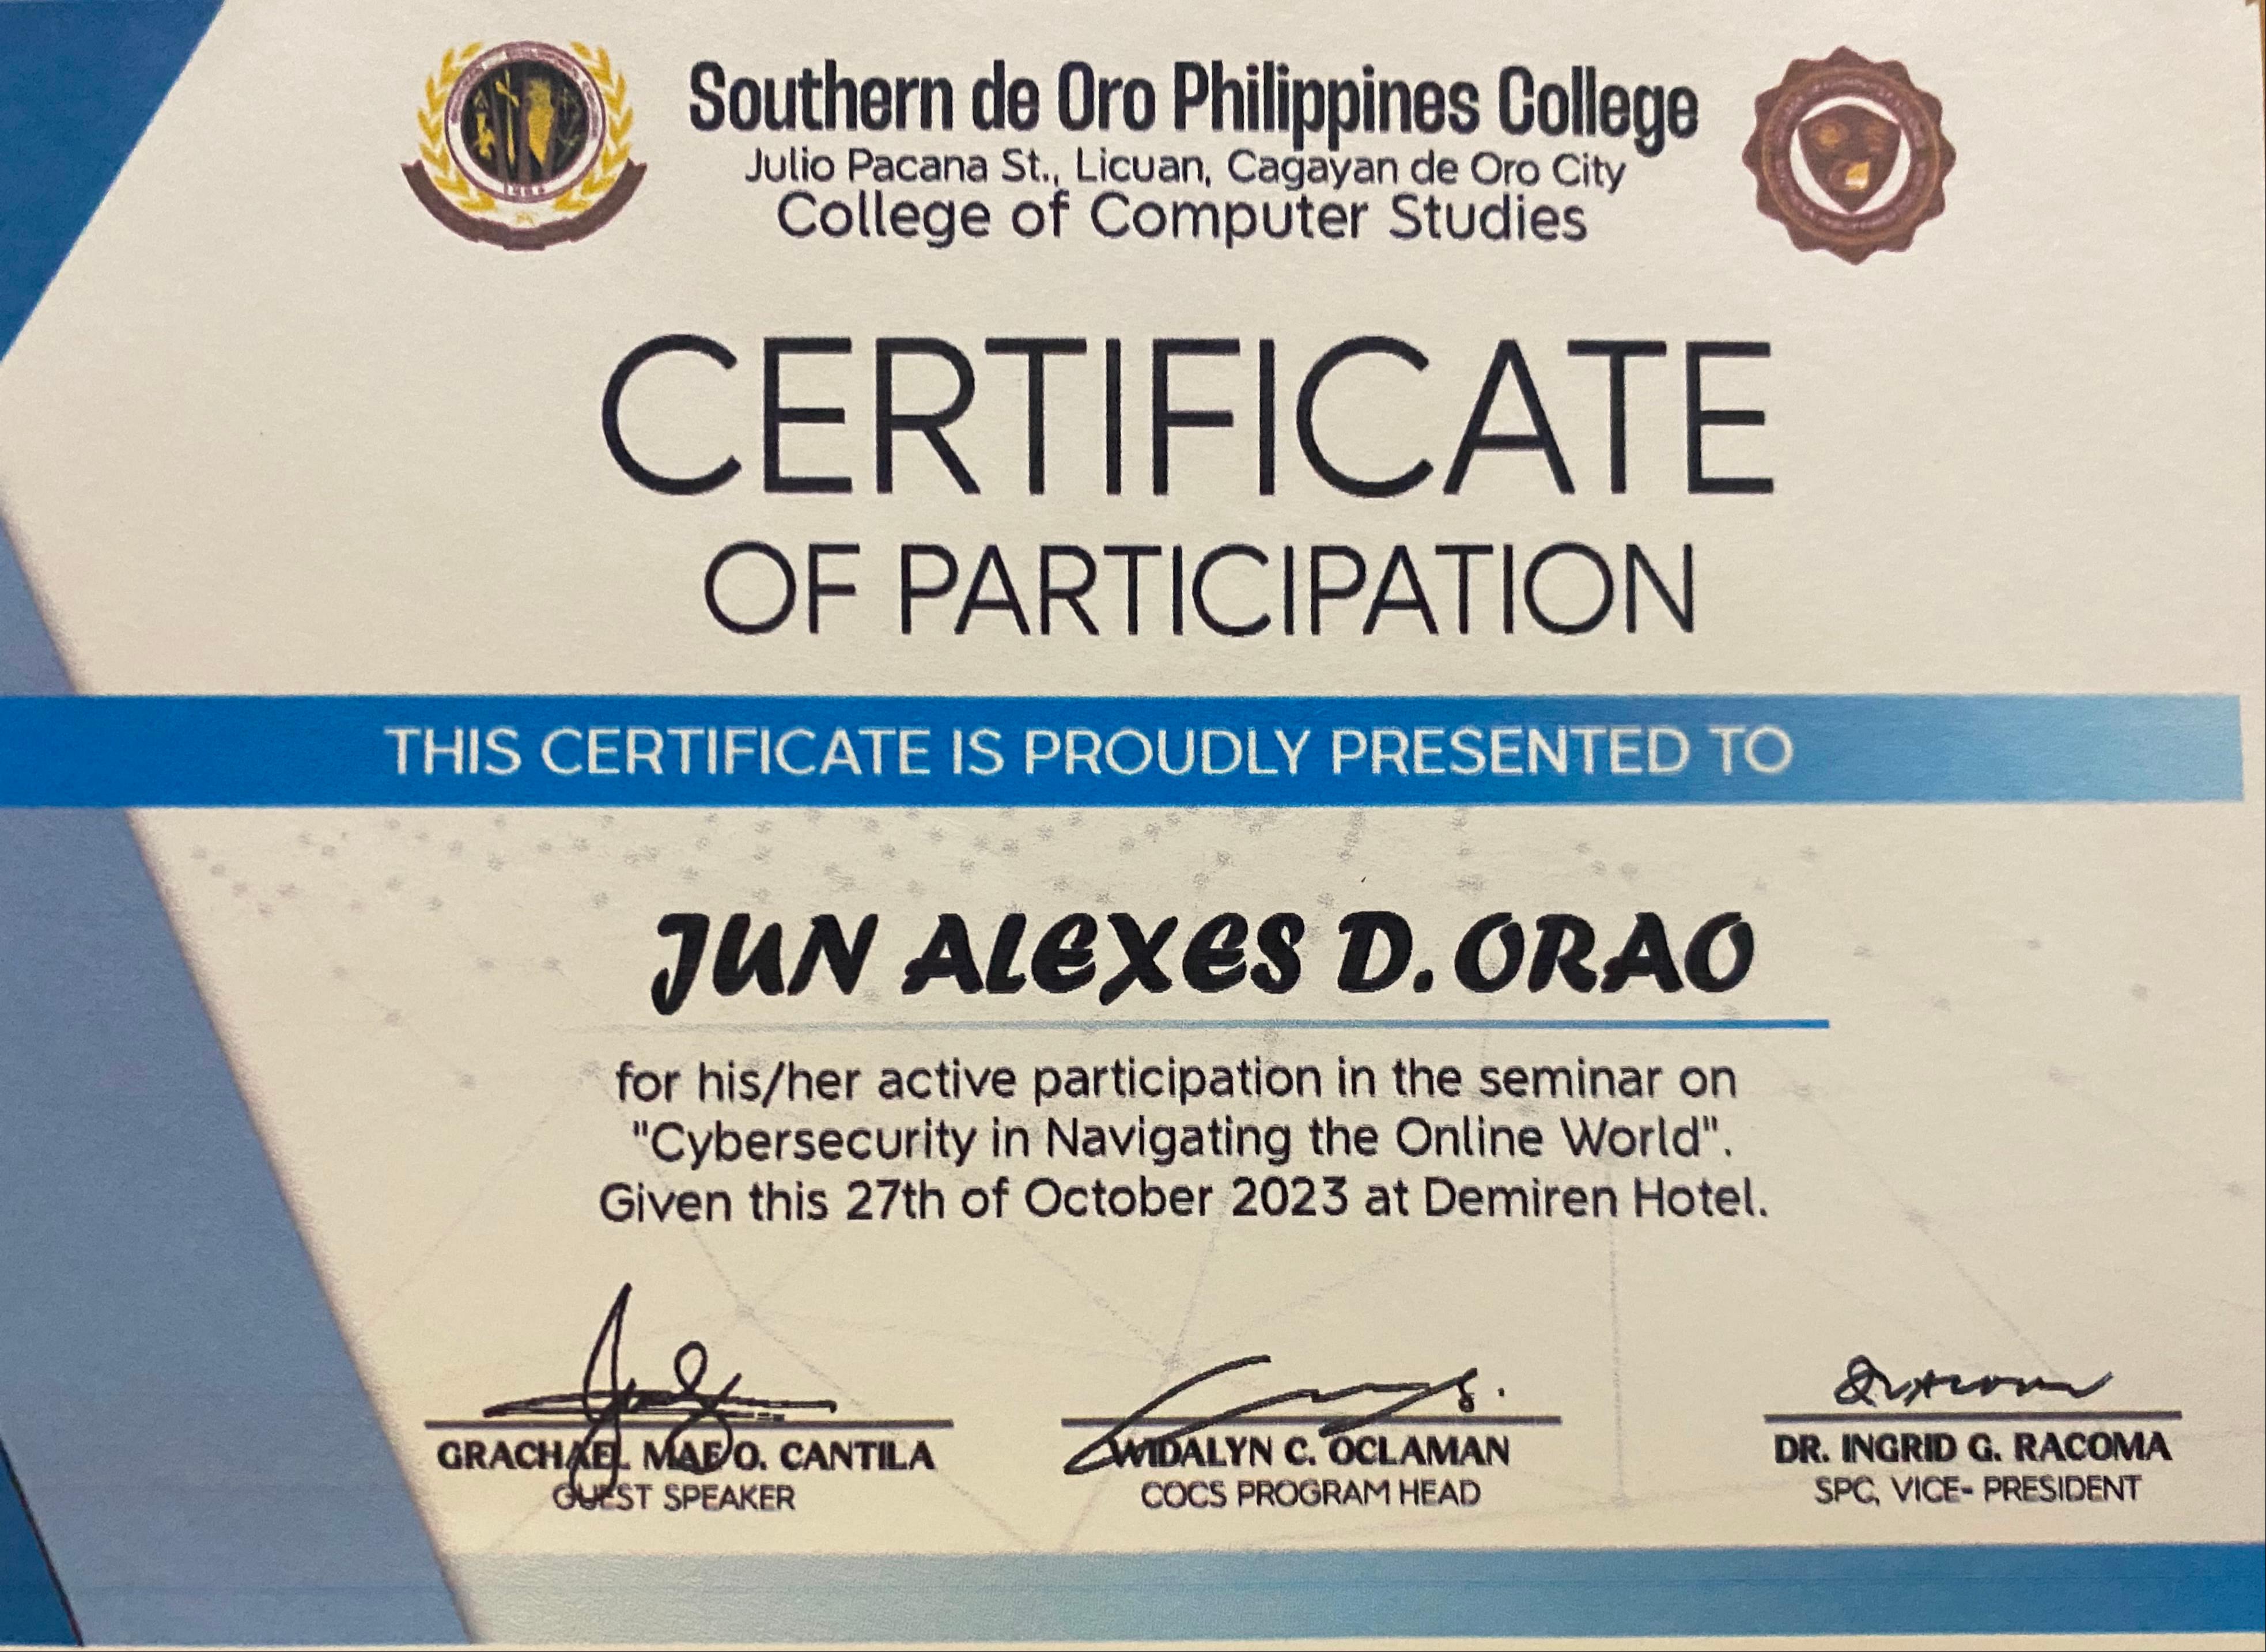 Southern de Oro Philippines College
Julio Pacana St., Licuan, Cagayan de Oro City
College of Computer Studies
CERTIFICATE
OF PARTICIPATION
THIS CERTIFICATE IS PROUDLY PRESENTED TO
JUN ALEXES D. ORAO
for his/her active participation in the seminar on
"Cybersecurity in Navigating the Online World".
Given this 27th of October 2023 at Demiren Hotel.
GRACHAEL MAE O. CANTILA
GUEST SPEAKER
WIDALYN C. OCLAMAN
COCS PROGRAM HEAD
DR. INGRID G. RACOMA
SPC, VICE- PRESIDENT